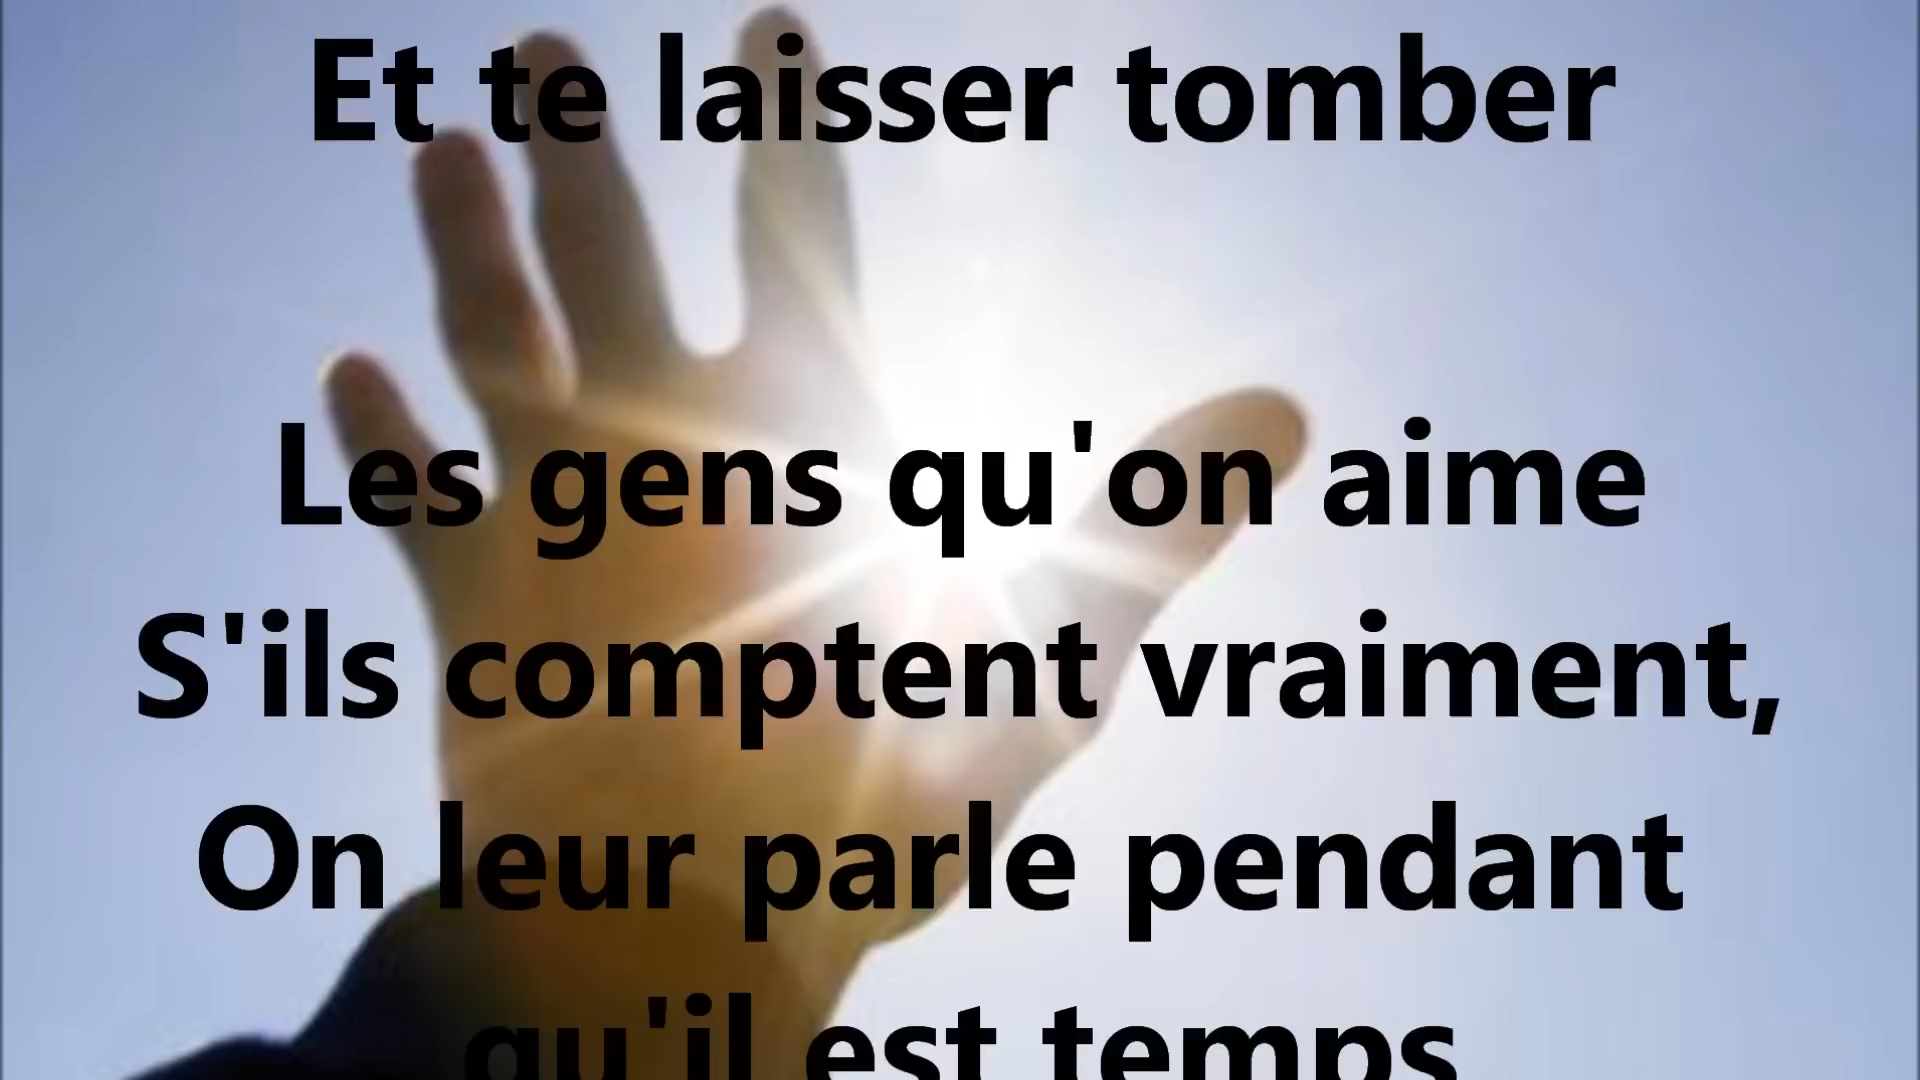 Et te laisser tomber
Les gens qu'on aime
S'ils comptent vraiment,
On leur parle pendant
qu'il est temps